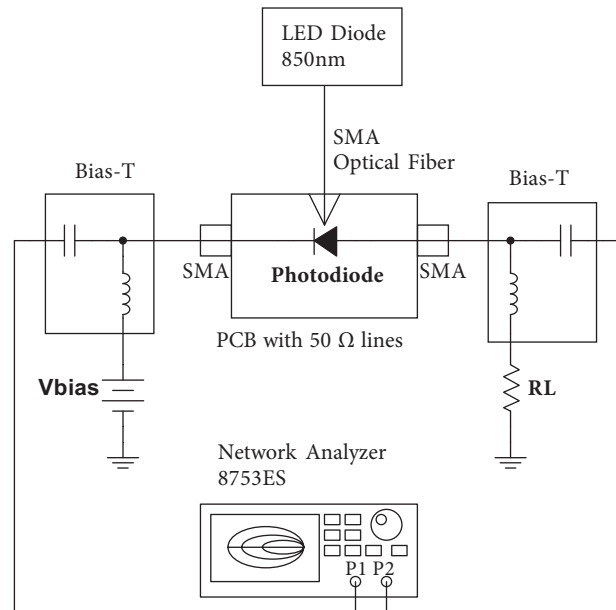 LED Diode
850nm
SMA
Optical Fiber
Bias-T
Bias-T
SMA
SMA
Photodiode
PCB with 50 Ω lines
Vbias
RL
Network Analyzer
8753ES
P1 P2